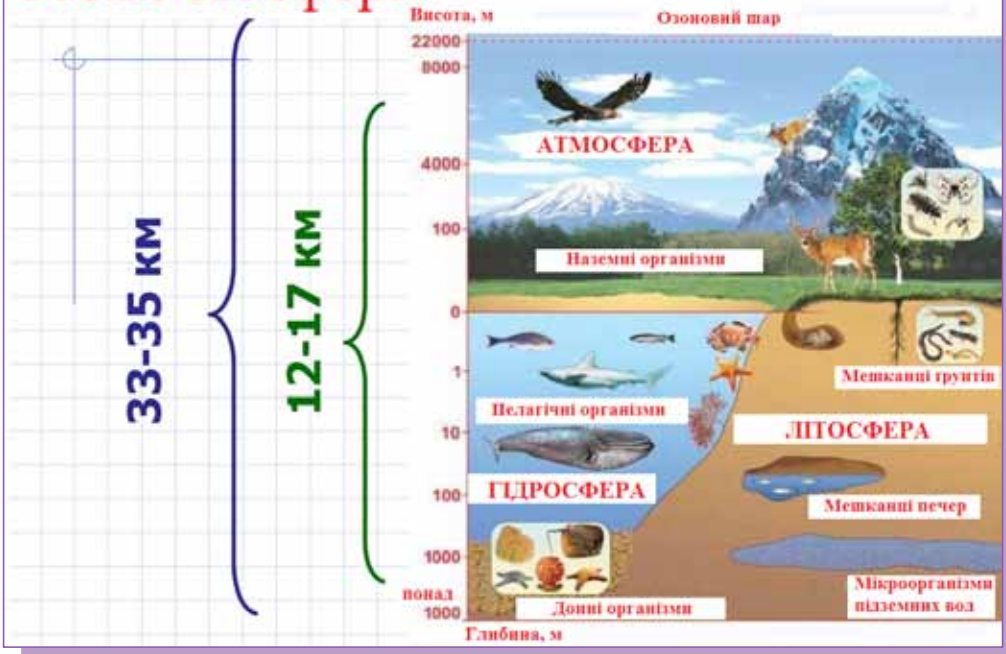 Висота, м
Озоновий шар
22000
8000
АТМОСФЕРА
4000
100
Наземні організми
33-35 км
12-17 км
0
1
Мешканці ґрунтів
Пелагічні організми
10
ЛІТОСФЕРА
100
ГІДРОСФЕРА
Мешканці печер
1000
понад
1000
Мікроорганізми
підземних вод
Донні організми
Глибина, м